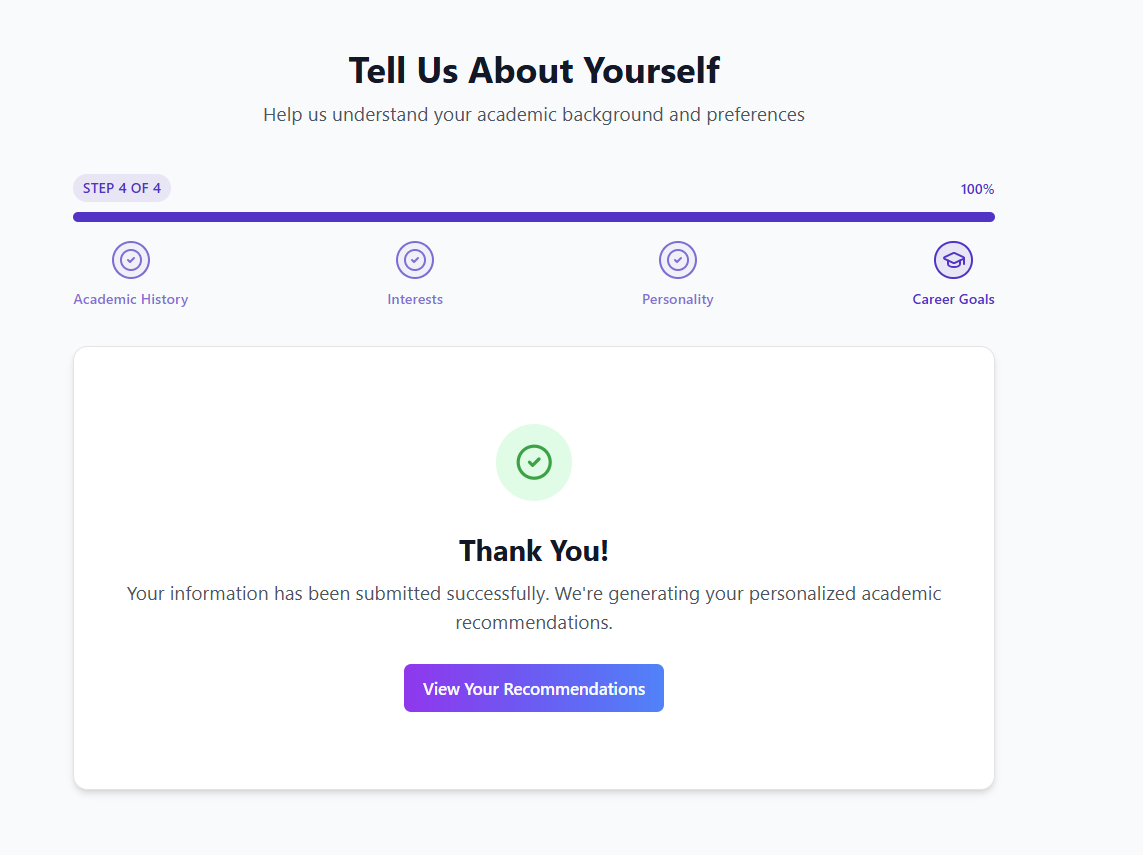 Tell Us About Yourself
Help us understand your academic background and preferences
STEP 4 OF 4
100%
Academic History
Interests
Personality
Career Goals
Thank You!
Your information has been submitted successfully. We're generating your personalized academic
recommendations.
View Your Recommendations